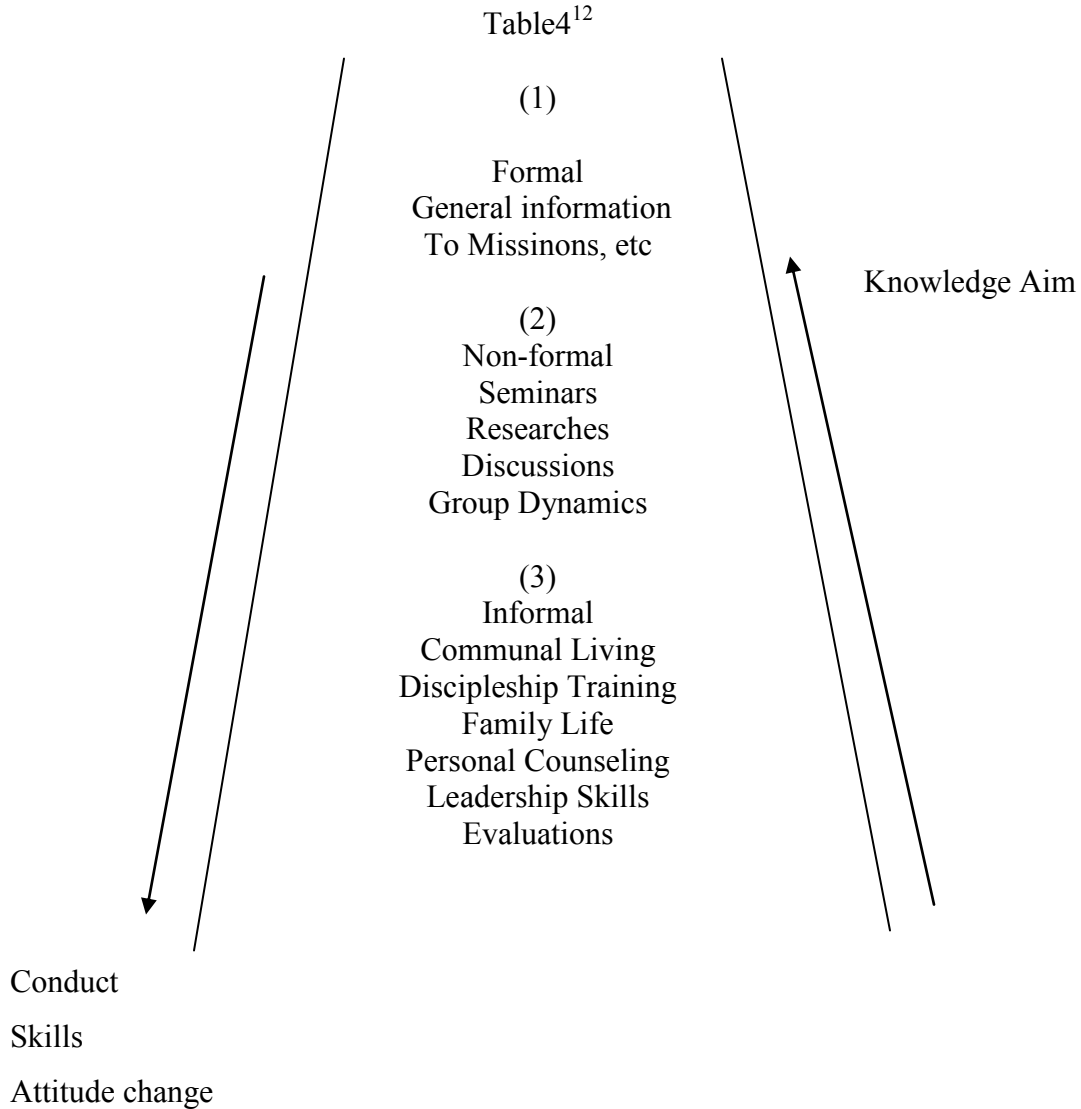 Table4¹²
(1)
Formal
General information
To Missinons, etc
Knowledge Aim
(2)
Non-formal
Seminars
Researches
Discussions
Group Dynamics
(3)
Informal
Communal Living
Discipleship Training
Family Life
Personal Counseling
Leadership Skills
Evaluations
Conduct
Skills
Attitude change